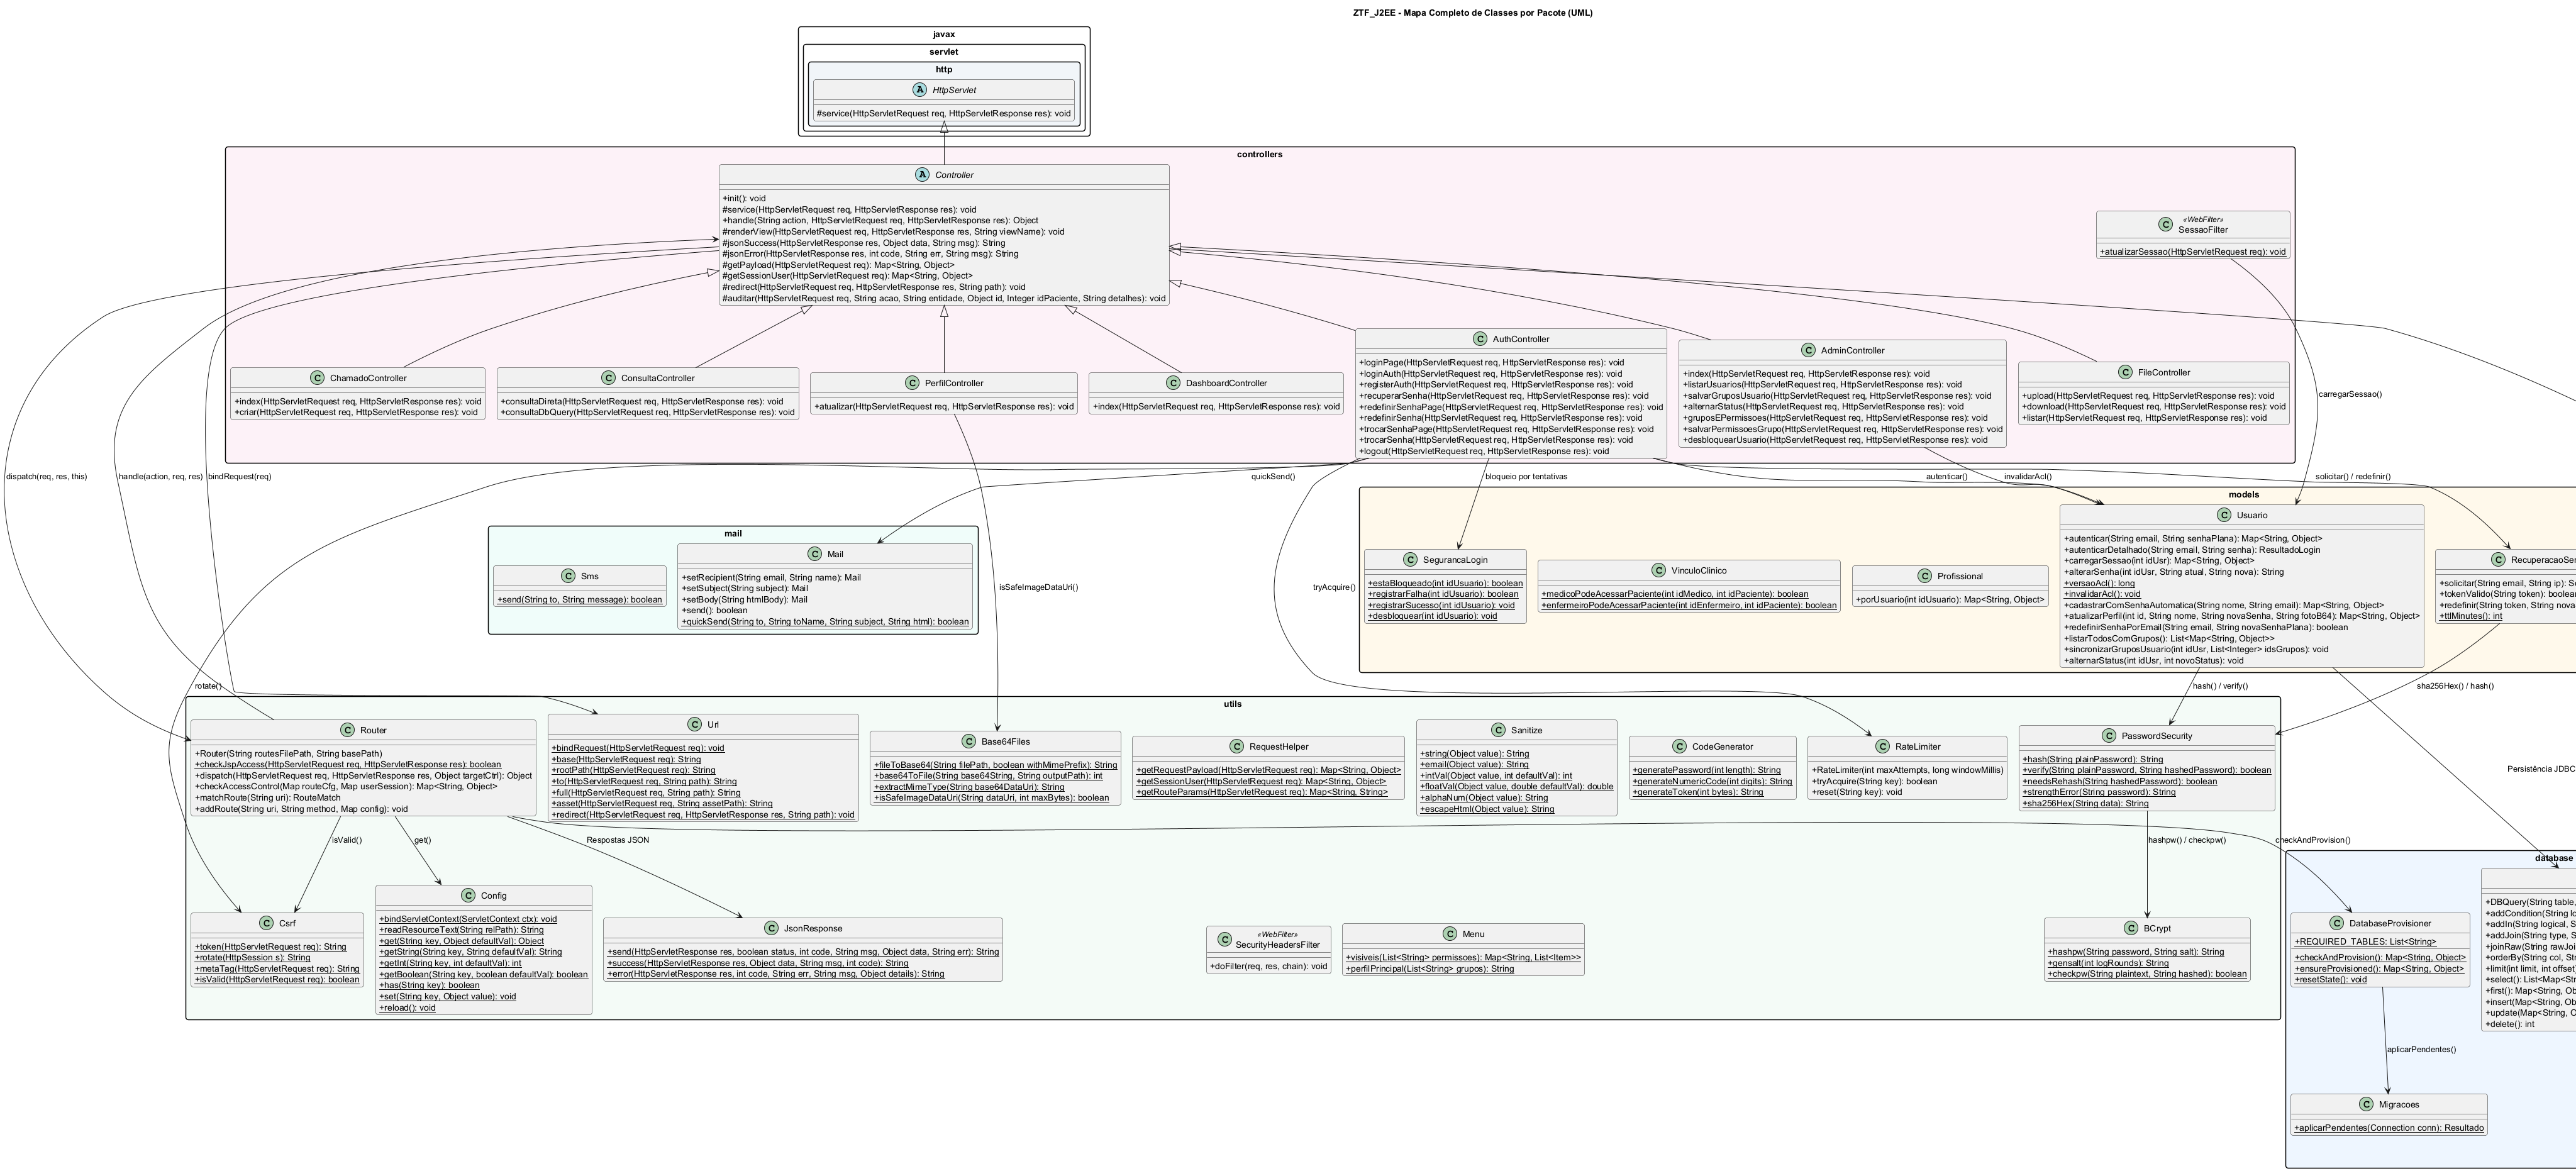 ZTF_J2EE - Mapa Completo de Classes por Pacote (UML)
javax
servlet
http
A HttpServlet
#service(HttpServletRequest req, HttpServletResponse res): void
controllers
A Controller
+init(): void
#service(HttpServletRequest req, HttpServletResponse res): void
+handle(String action, HttpServletRequest req, HttpServletResponse res): Object
#renderView(HttpServletRequest req, HttpServletResponse res, String viewName): void
#jsonSuccess(HttpServletResponse res, Object data, String msg): String
#jsonError(HttpServletResponse res, int code, String err, String msg): String
#getPayload(HttpServletRequest req): Map<String, Object>
#getSessionUser(HttpServletRequest req): Map<String, Object>
#redirect(HttpServletRequest req, HttpServletResponse res, String path): void
#auditar(HttpServletRequest req, String acao, String entidade, Object id, Integer idPaciente, String detalhes): void
C «WebFilter»
SessaoFilter
+atualizarSessao(HttpServletRequest req): void
C ChamadoController
+index(HttpServletRequest req, HttpServletResponse res): void
+criar(HttpServletRequest req, HttpServletResponse res): void
C ConsultaController
+consultaDireta(HttpServletRequest req, HttpServletResponse res): void
+consultaDbQuery(HttpServletRequest req, HttpServletResponse res): void
C PerfilController
+atualizar(HttpServletRequest req, HttpServletResponse res): void
C DashboardController
+index(HttpServletRequest req, HttpServletResponse res): void
C AuthController
+loginPage(HttpServletRequest req, HttpServletResponse res): void
+loginAuth(HttpServletRequest req, HttpServletResponse res): void
+registerAuth(HttpServletRequest req, HttpServletResponse res): void
+recuperarSenha(HttpServletRequest req, HttpServletResponse res): void
+redefinirSenhaPage(HttpServletRequest req, HttpServletResponse res): void
+redefinirSenha(HttpServletRequest req, HttpServletResponse res): void
+trocarSenhaPage(HttpServletRequest req, HttpServletResponse res): void
+trocarSenha(HttpServletRequest req, HttpServletResponse res): void
+logout(HttpServletRequest req, HttpServletResponse res): void
C AdminController
+index(HttpServletRequest req, HttpServletResponse res): void
+listarUsuarios(HttpServletRequest req, HttpServletResponse res): void
+salvarGruposUsuario(HttpServletRequest req, HttpServletResponse res): void
+alternarStatus(HttpServletRequest req, HttpServletResponse res): void
+gruposEPermissoes(HttpServletRequest req, HttpServletResponse res): void
+salvarPermissoesGrupo(HttpServletRequest req, HttpServletResponse res): void
+desbloquearUsuario(HttpServletRequest req, HttpServletResponse res): void
C FileController
+upload(HttpServletRequest req, HttpServletResponse res): void
+download(HttpServletRequest req, HttpServletResponse res): void
+listar(HttpServletRequest req, HttpServletResponse res): void
carregarSessao()
dispatch(req, res, this)
handle(action, req, res)
bindRequest(req)
quickSend()
bloqueio por tentativas
autenticar()
invalidarAcl()
solicitar() / redefinir()
mail
C Sms
+send(String to, String message): boolean
C Mail
+setRecipient(String email, String name): Mail
+setSubject(String subject): Mail
+setBody(String htmlBody): Mail
+send(): boolean
+quickSend(String to, String toName, String subject, String html): boolean
isSafeImageDataUri()
tryAcquire()
models
C SegurancaLogin
+estaBloqueado(int idUsuario): boolean
+registrarFalha(int idUsuario): boolean
+registrarSucesso(int idUsuario): void
+desbloquear(int idUsuario): void
C VinculoClinico
+medicoPodeAcessarPaciente(int idMedico, int idPaciente): boolean
+enfermeiroPodeAcessarPaciente(int idEnfermeiro, int idPaciente): boolean
C Profissional
+porUsuario(int idUsuario): Map<String, Object>
C Usuario
+autenticar(String email, String senhaPlana): Map<String, Object>
+autenticarDetalhado(String email, String senha): ResultadoLogin
+carregarSessao(int idUsr): Map<String, Object>
+alterarSenha(int idUsr, String atual, String nova): String
+versaoAcl(): long
+invalidarAcl(): void
+cadastrarComSenhaAutomatica(String nome, String email): Map<String, Object>
+atualizarPerfil(int id, String nome, String novaSenha, String fotoB64): Map<String, Object>
+redefinirSenhaPorEmail(String email, String novaSenhaPlana): boolean
+listarTodosComGrupos(): List<Map<String, Object>>
+sincronizarGruposUsuario(int idUsr, List<Integer> idsGrupos): void
+alternarStatus(int idUsr, int novoStatus): void
C RecuperacaoSe
+solicitar(String email, String ip): S
+tokenValido(String token): boolea
+redefinir(String token, String nova
+ttlMinutes(): int
rotate()
hash() / verify()
sha256Hex() / hash()
Persistência JDBC
utils
C Router
+Router(String routesFilePath, String basePath)
+checkJspAccess(HttpServletRequest req, HttpServletResponse res): boolean
+dispatch(HttpServletRequest req, HttpServletResponse res, Object targetCtrl): Object
+checkAccessControl(Map routeCfg, Map userSession): Map<String, Object>
+matchRoute(String uri): RouteMatch
+addRoute(String uri, String method, Map config): void
C Url
+bindRequest(HttpServletRequest req): void
+base(HttpServletRequest req): String
+rootPath(HttpServletRequest req): String
+to(HttpServletRequest req, String path): String
+full(HttpServletRequest req, String path): String
+asset(HttpServletRequest req, String assetPath): String
+redirect(HttpServletRequest req, HttpServletResponse res, String path): void
C Base64Files
+fileToBase64(String filePath, boolean withMimePrefix): String
+base64ToFile(String base64String, String outputPath): int
+extractMimeType(String base64DataUri): String
+isSafeImageDataUri(String dataUri, int maxBytes): boolean
C RequestHelper
+getRequestPayload(HttpServletRequest req): Map<String, Object>
+getSessionUser(HttpServletRequest req): Map<String, Object>
+getRouteParams(HttpServletRequest req): Map<String, String>
C Sanitize
+string(Object value): String
+email(Object value): String
+intVal(Object value, int defaultVal): int
+floatVal(Object value, double defaultVal): double
+alphaNum(Object value): String
+escapeHtml(Object value): String
C CodeGenerator
+generatePassword(int length): String
+generateNumericCode(int digits): String
+generateToken(int bytes): String
C RateLimiter
+RateLimiter(int maxAttempts, long windowMillis)
+tryAcquire(String key): boolean
+reset(String key): void
C PasswordSecurity
+hash(String plainPassword): String
+verify(String plainPassword, String hashedPassword): boolean
+needsRehash(String hashedPassword): boolean
+strengthError(String password): String
+sha256Hex(String data): String
isValid()
get()
Respostas JSON
hashpw() / checkpw()
checkAndProvision()
C Csrf
+token(HttpServletRequest req): String
+rotate(HttpSession s): String
+metaTag(HttpServletRequest req): String
+isValid(HttpServletRequest req): boolean
C Config
+bindServletContext(ServletContext ctx): void
+readResourceText(String relPath): String
+get(String key, Object defaultVal): Object
+getString(String key, String defaultVal): String
+getInt(String key, int defaultVal): int
+getBoolean(String key, boolean defaultVal): boolean
+has(String key): boolean
+set(String key, Object value): void
+reload(): void
C JsonResponse
+send(HttpServletResponse res, boolean status, int code, String msg, Object data, String err): String
+success(HttpServletResponse res, Object data, String msg, int code): String
+error(HttpServletResponse res, int code, String err, String msg, Object details): String
C «WebFilter»
SecurityHeadersFilter
+doFilter(req, res, chain): void
C Menu
+visiveis(List<String> permissoes): Map<String, List<Item>>
+perfilPrincipal(List<String> grupos): String
C BCrypt
+hashpw(String password, String salt): String
+gensalt(int logRounds): String
+checkpw(String plaintext, String hashed): boolean
database
C DatabaseProvisioner
+REQUIRED_TABLES: List<String>
+checkAndProvision(): Map<String, Object>
+ensureProvisioned(): Map<String, Object>
+resetState(): void
+DBQuery(String table,
+addCondition(String lo
+addIn(String logical, S
+addJoin(String type, S
+joinRaw(String rawJoi
+orderBy(String col, Str
+limit(int limit, int offset
+select(): List<Map<Str
+first(): Map<String, Ob
+insert(Map<String, Ob
+update(Map<String, O
+delete(): int
aplicarPendentes()
C Migracoes
+aplicarPendentes(Connection conn): Resultado